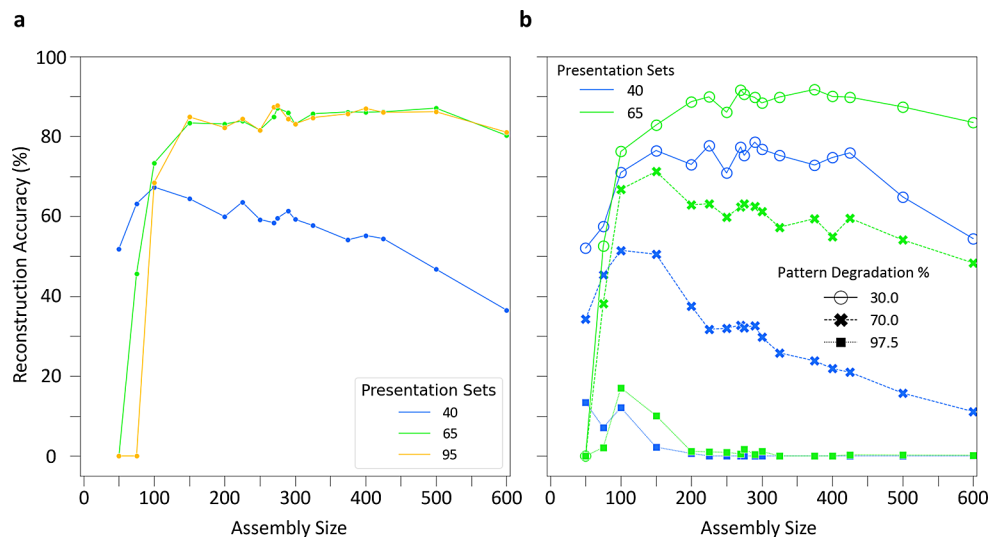 a
100
80
60
40
20
0
Reconstruction Accuracy (%)
Presentation Sets
40
65
95
0 100 200 300 400 500 600
Assembly Size
b
Presentation Sets
40
65
Pattern Degradation %
30.0
70.0
97.5
0 100 200 300 400 500 600
Assembly Size